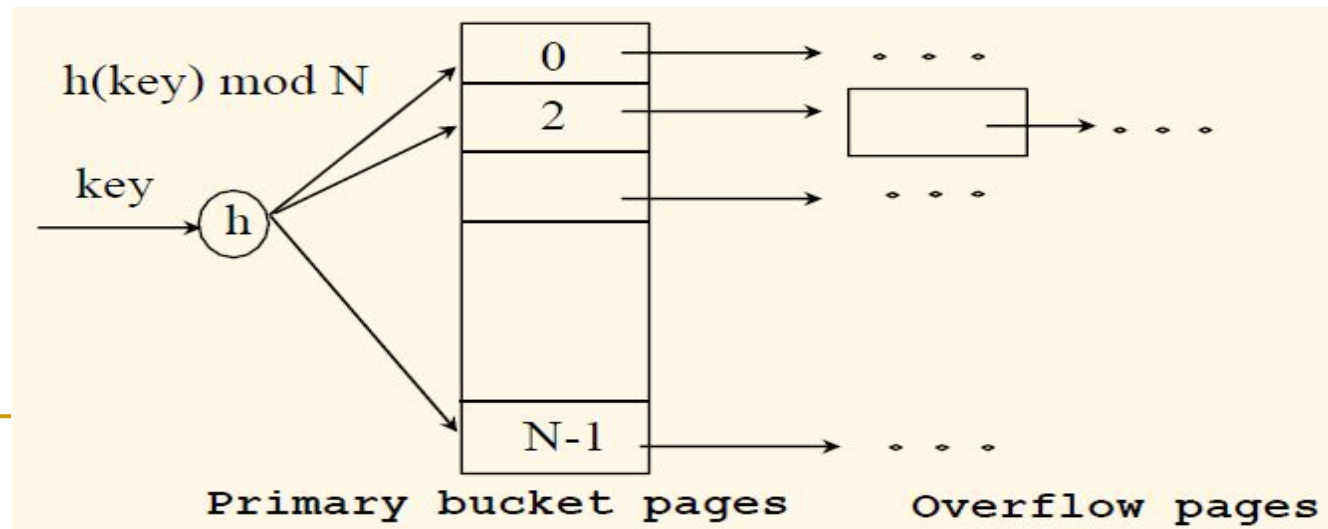 h(key) mod N
key
h
0
2
N-1
Primary bucket pages
Overflow pages